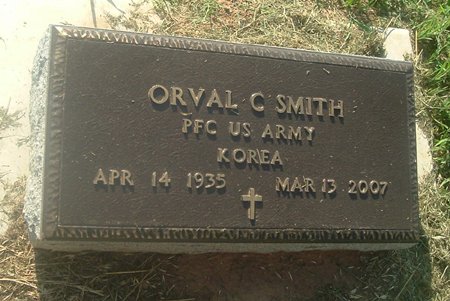 ORVAL C SMITH
PFC US ARMY
KOREA
APR 14 1935 MAR 13 2007